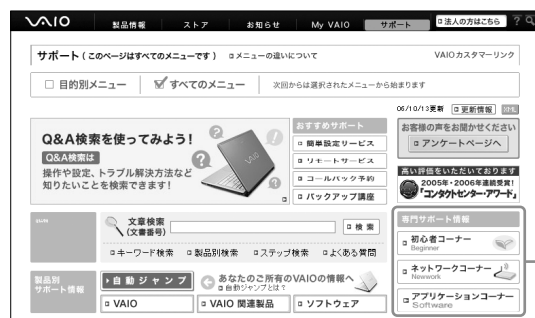 VAIO 製品情報 ストア お知らせ My VAIO サポート 法人の方はこちら ?
サポート ( このページはすべてのメニューです ) メニューの違いについて VAIOカスタマーリンク
目的別メニュー すべてのメニュー 次回からは選択されたメニューから始まります
06/10/13更新 更新情報 XML
Q&A検索を使ってみよう!
Q&A検索は
操作や設定、トラブル解決方法など
知りたいことを検索できます!
VAIO
おすすめサポート
簡単設定サービス
リモートサービス
コールバック予約
バックアップ講座
お客様の声をお聞かせください
アンケートページへ
高い評価をいただいております
2005年・2006年連続受賞!
「コンタクトセンター・アワード」
文章検索
(文書番号)
検索
キーワード検索 製品別検索 ステップ検索 よくある質問
専門サポート情報
初心者コーナー
Beginner
ネットワークコーナー
Newwork
アプリケーションコーナー
Software
製品別
サポート情報
自動ジャンプ
あなたのご所有のVAIOの情報へ
自動ジャンプとは?
VAIO VAIO 関連製品 ソフトウェア